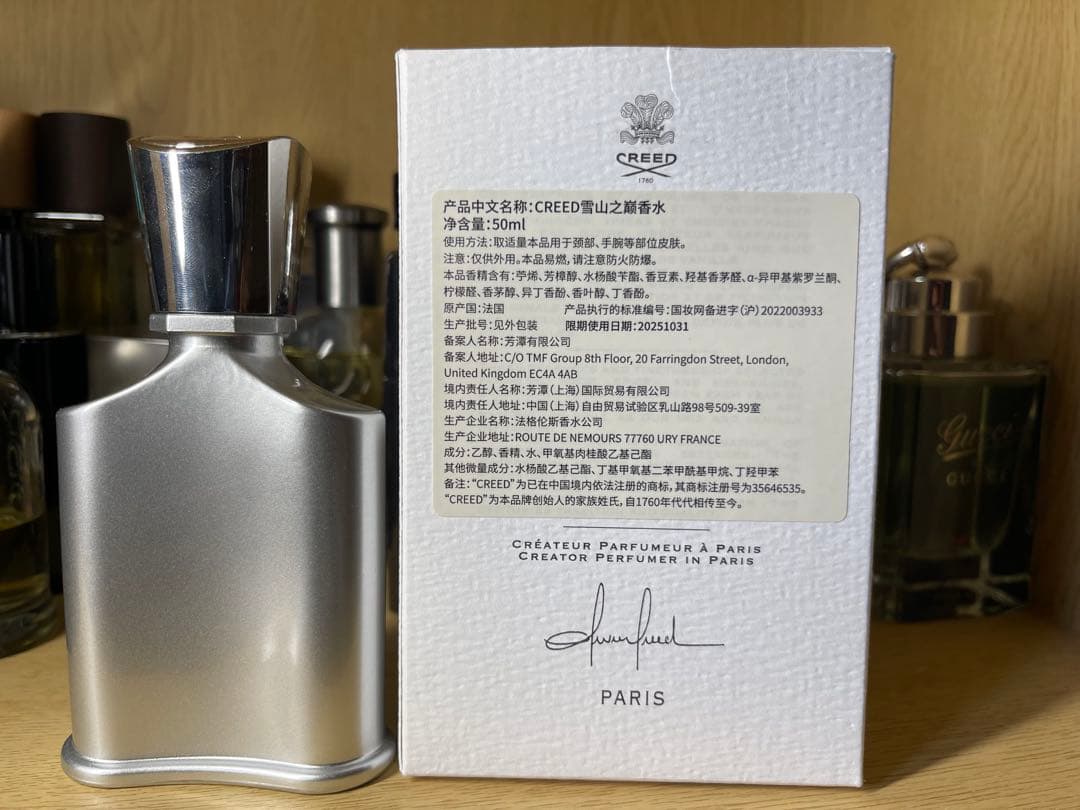 CREED
1760
产品中文名称：CREED雪山之巅香水
净含量：50ml
使用方法：取适量本品用于颈部、手腕等部位皮肤。
注意：仅供外用。本品易燃，请注意防火防爆。
本品香精含有：苧烯、芳樟醇、水杨酸苄酯、香豆素、羟基香茅醛、α-异甲基紫罗兰酮、
柠檬醛、香茅醇、异丁香酚、香叶醇、丁香酚。
原产国：法国 产品执行的标准编号：国妆网备进字（沪）2022003933
生产批号：见外包装 限期使用日期：20251031
备案人名称：芳潭有限公司
备案人地址：C/O TMF Group 8th Floor, 20 Farringdon Street, London,
United Kingdom EC4A 4AB
境内责任人名称：芳潭（上海）国际贸易有限公司
境内责任人地址：中国（上海）自由贸易试验区乳山路98号509-39室
生产企业名称：法格伦斯香水公司
生产企业地址：ROUTE DE NEMOURS 77760 URY FRANCE
成分：乙醇、香精、水、甲氧基肉桂酸乙基己酯
其他微量成分：水杨酸乙基己酯、丁基甲氧基二苯甲酰基甲烷、丁羟甲苯
备注：“CREED”为已在中国境内依法注册的商标，其商标注册号为35646535。
“CREED”为本品牌创始人的家族姓氏，自1760年代代相传至今。
CRÉATEUR PARFUMEUR À PARIS
CREATOR PERFUMER IN PARIS
PARIS
Gucci
GUCCI